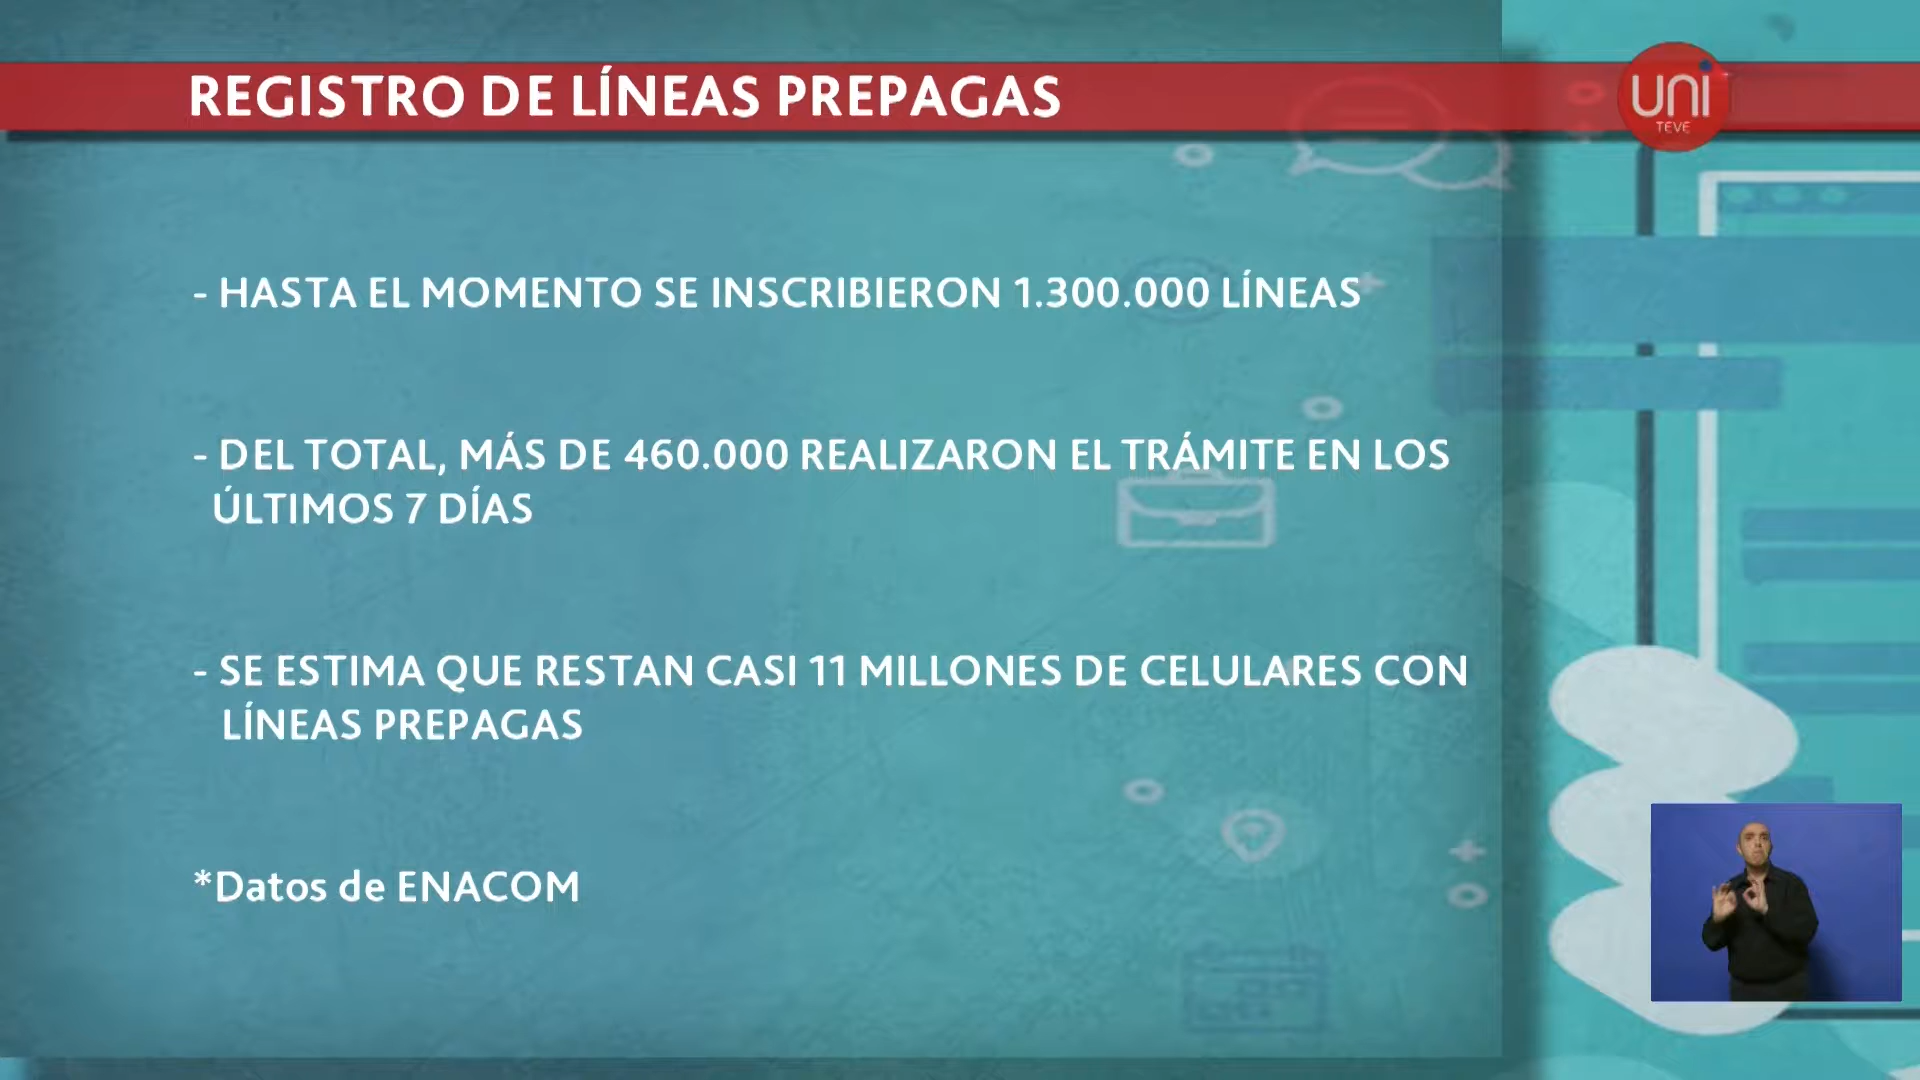 REGISTRO DE LÍNEAS PREPAGAS
UNI
TEVE
- HASTA EL MOMENTO SE INSCRIBIERON 1.300.000 LÍNEAS
- DEL TOTAL, MÁS DE 460.000 REALIZARON EL TRÁMITE EN LOS
ÚLTIMOS 7 DÍAS
- SE ESTIMA QUE RESTAN CASI 11 MILLONES DE CELULARES CON
LÍNEAS PREPAGAS
*Datos de ENACOM